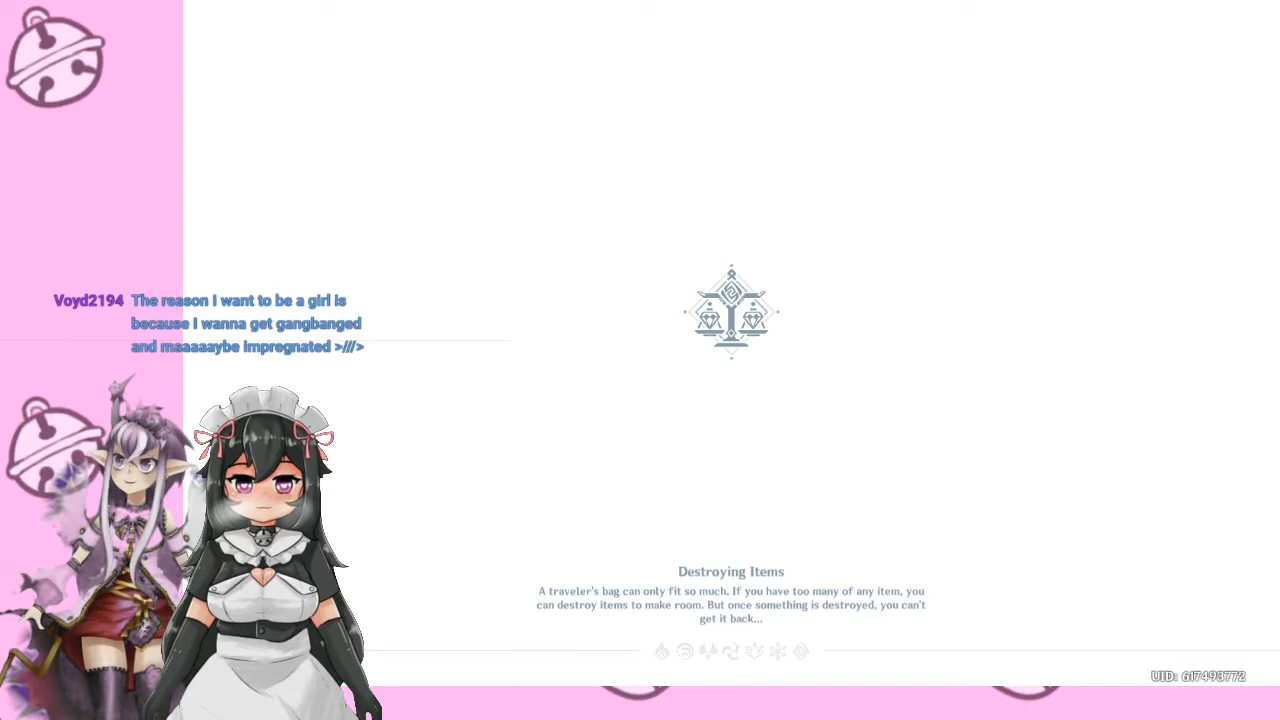 Voyd2194 The reason I want to be a girl is
because I wanna get gangbanged
and maaaaaybe impregnated >///>
Destroying Items
A traveler's bag can only fit so much. If you have too many of any item, you
can destroy items to make room. But once something is destroyed, you can't
get it back...
UID: 617493772